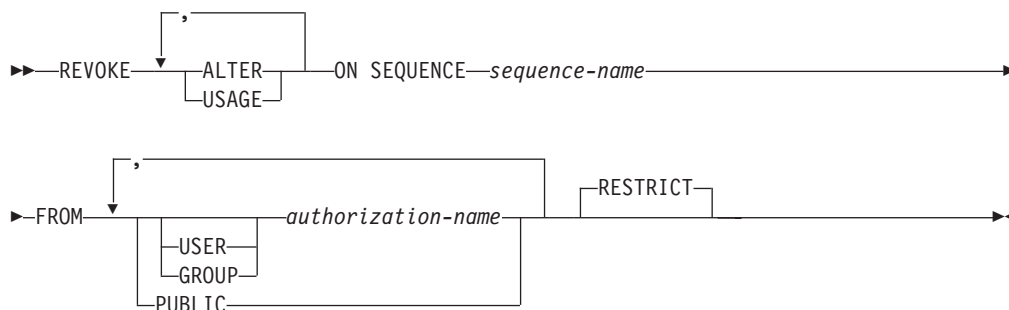 ,
REVOKE ALTER ON SEQUENCE sequence-name
USAGE
,
RESTRICT
FROM authorization-name
USER
GROUP
PUBLIC